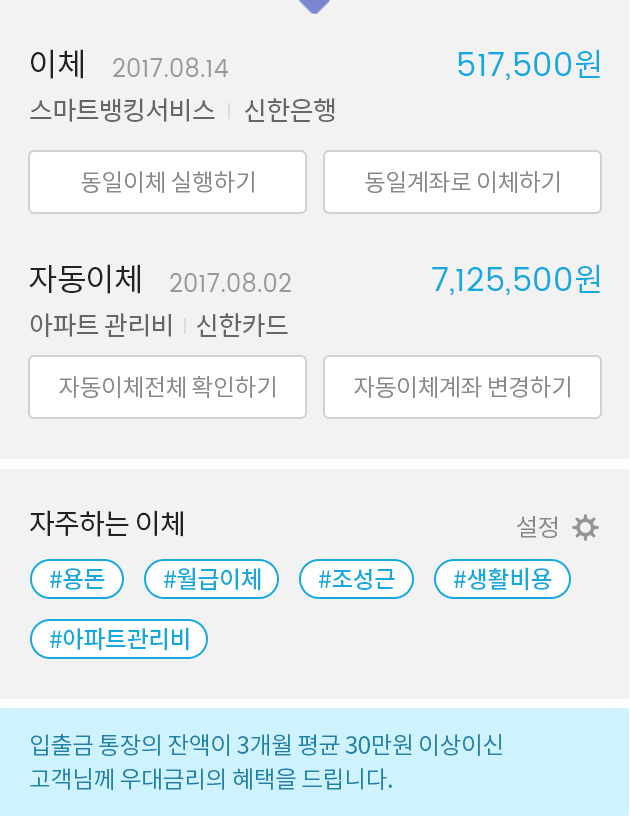 이체 2017.08.14 517,500원
스마트뱅킹서비스 신한은행
동일이체 실행하기 동일계좌로 이체하기
자동이체 2017.08.02 7,125,500원
아파트 관리비 신한카드
자동이체전체 확인하기 자동이체계좌 변경하기
자주하는 이체 설정
#용돈 #월급이체 #조성근 #생활비용
#아파트관리비
입출금 통장의 잔액이 3개월 평균 30만원 이상이신
고객님께 우대금리의 혜택을 드립니다.